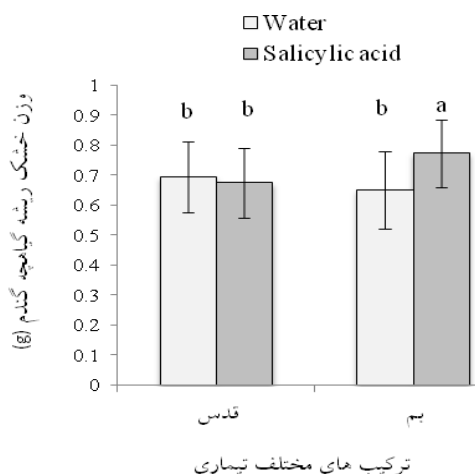 Water
Salicylic acid
وزن خشک ریشه گیاهچه گندم (g)
1
0.9
0.8
0.7
0.6
0.5
0.4
0.3
0.2
0.1
0
b b b a
قدس بم
ترکیب های مختلف تیماری